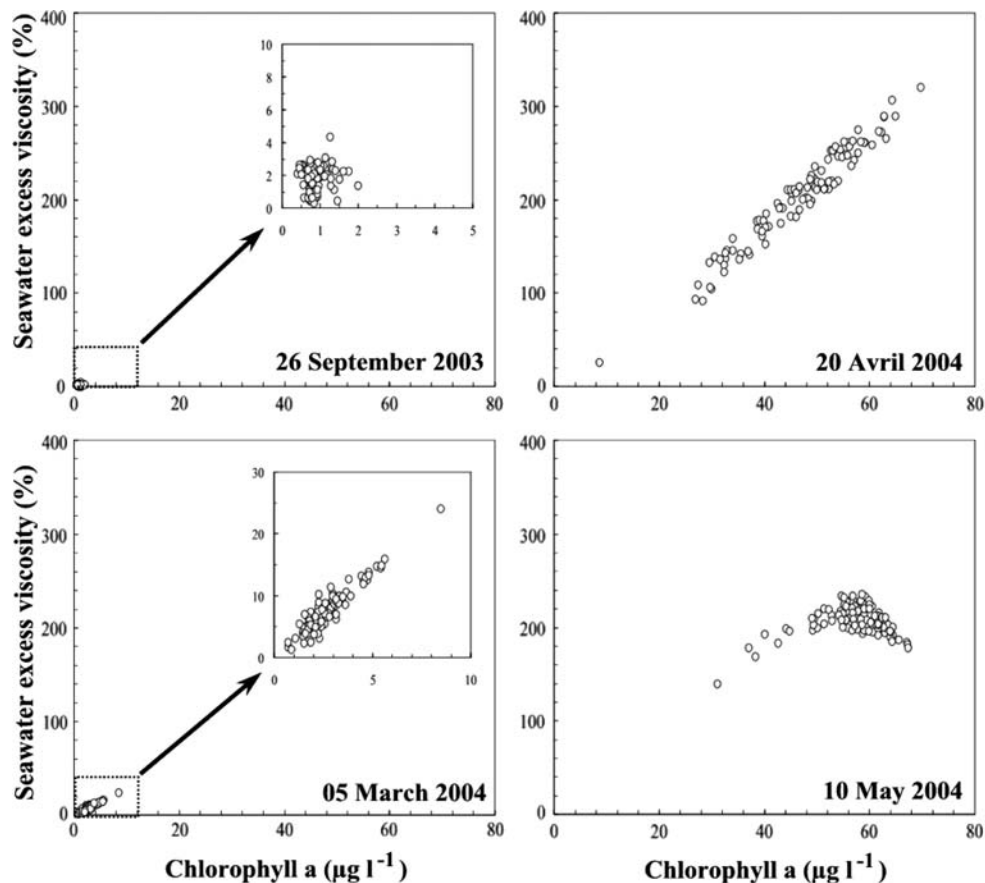 Seawater excess viscosity (%)
400
300
200
100
0
0 20 40 60 80
10
8
6
4
2
0
0 1 2 3 4 5
26 September 2003
400
300
200
100
0
0 20 40 60 80
20 Avril 2004
Seawater excess viscosity (%)
400
300
200
100
0
0 20 40 60 80
30
20
10
0
0 5 10
05 March 2004
Chlorophyll a (µg l⁻¹)
400
300
200
100
0
0 20 40 60 80
10 May 2004
Chlorophyll a (µg l⁻¹)